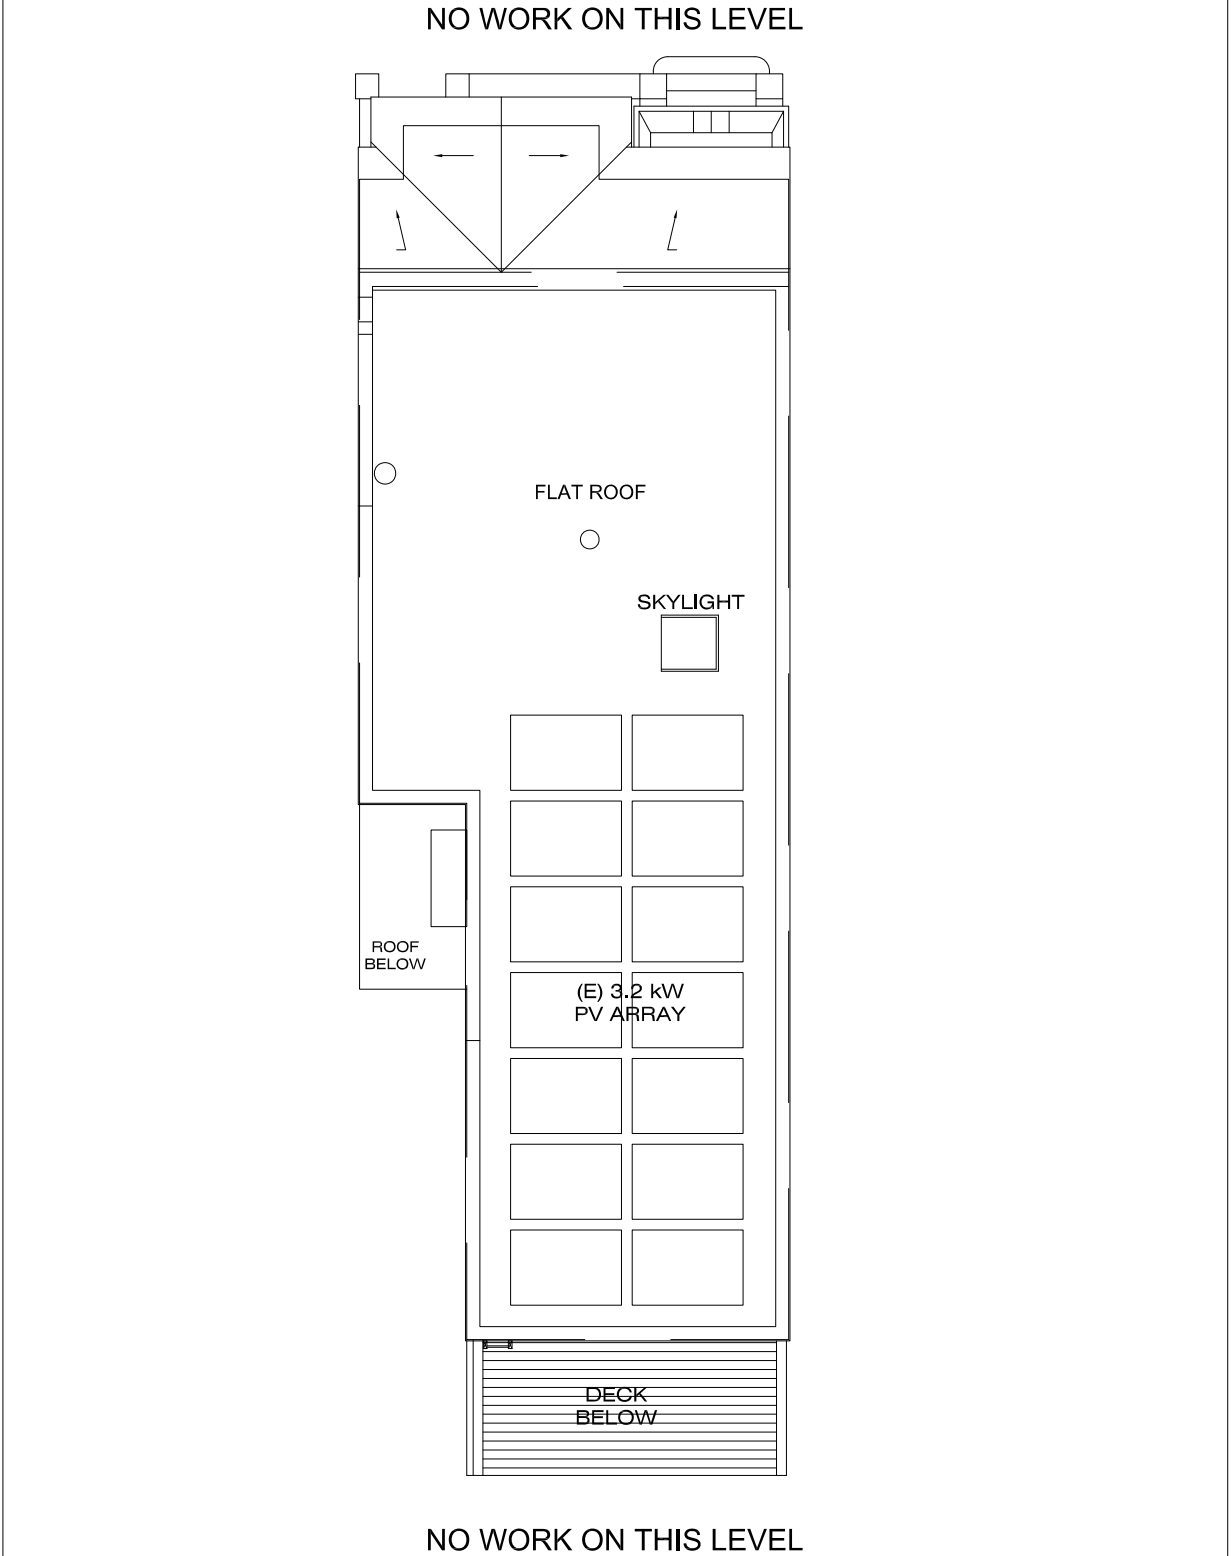 NO WORK ON THIS LEVEL
FLAT ROOF
SKYLIGHT
ROOF
BELOW
(E) 3.2 kW
PV ARRAY
DECK
BELOW
NO WORK ON THIS LEVEL